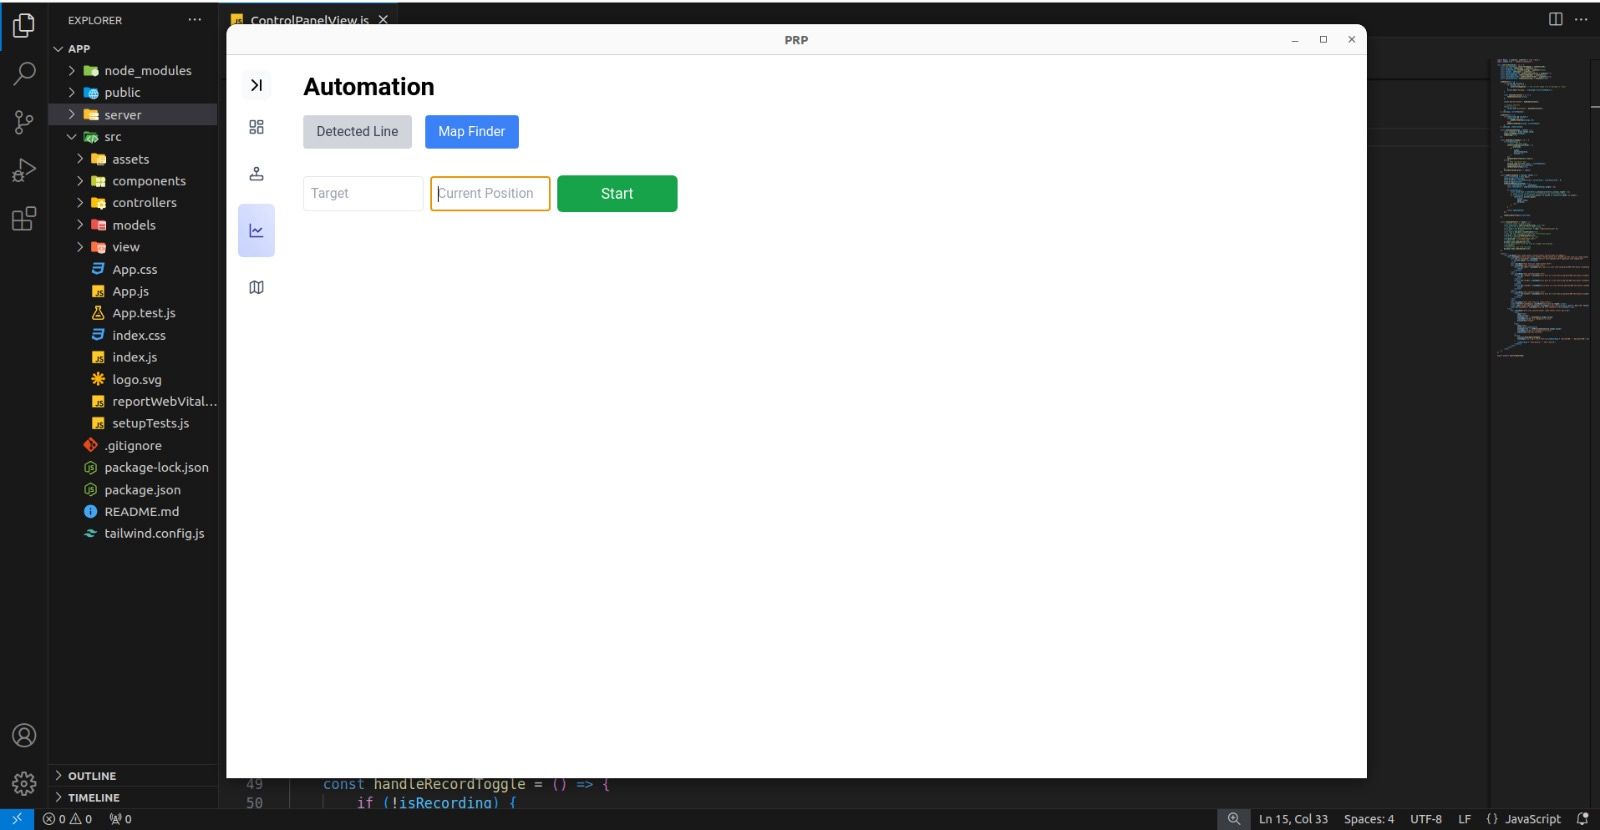 EXPLORER
ControlPanelView.js
PRP
APP
node_modules
public
server
src
assets
components
controllers
models
view
App.css
App.js
App.test.js
index.css
index.js
logo.svg
reportWebVital...
setupTests.js
.gitignore
package-lock.json
package.json
README.md
tailwind.config.js
OUTLINE
TIMELINE
Automation
Detected Line
Map Finder
Target
Current Position
Start
49 const handleRecordToggle = () => {
50 if (!isRecording) {
0 0 0
Ln 15, Col 33
Spaces: 4
UTF-8
LF
{ } JavaScript